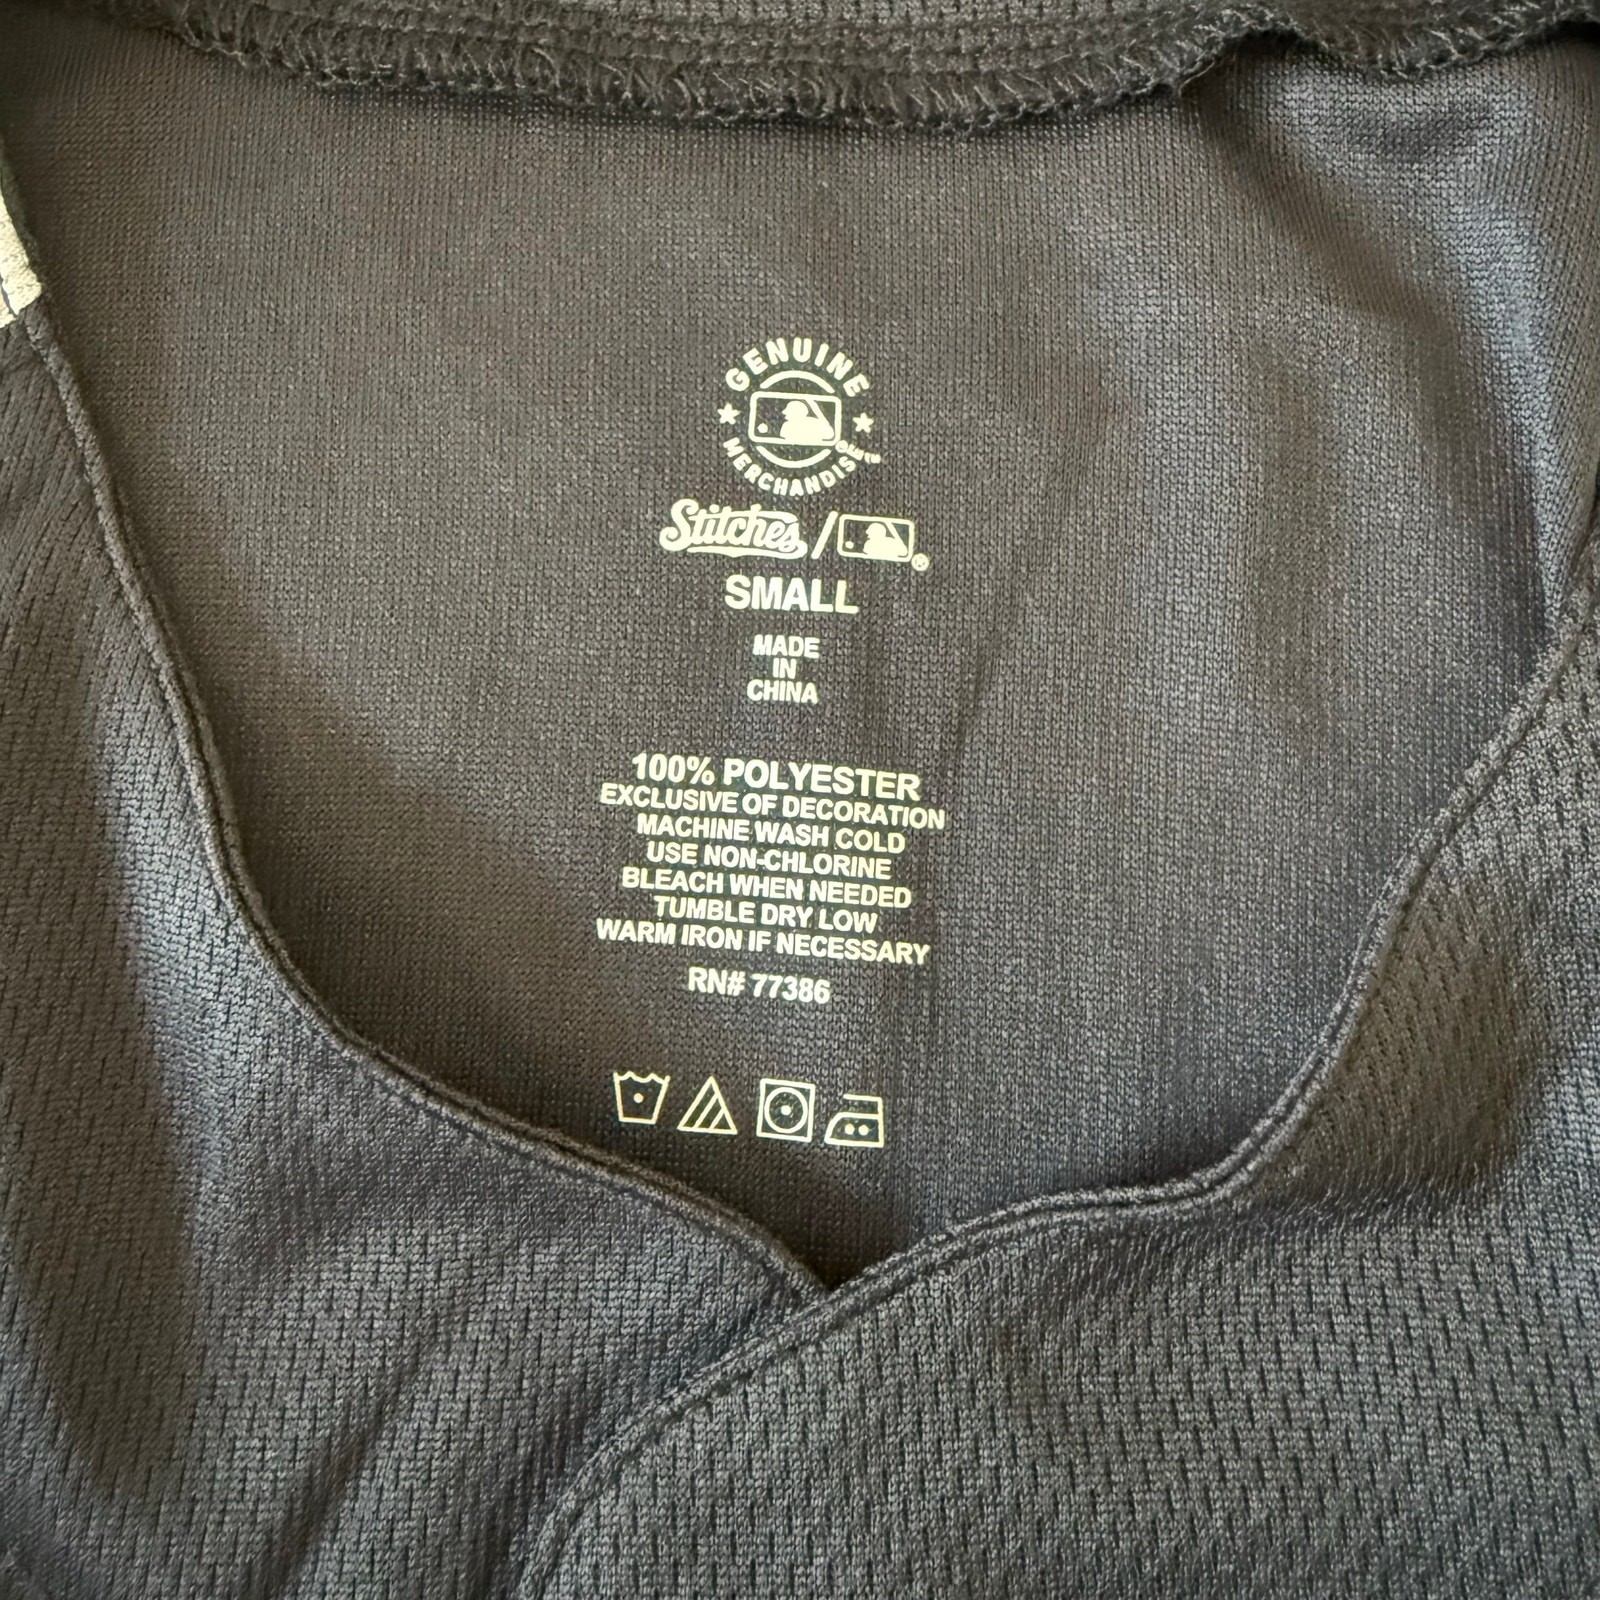 GENUINE
MERCHANDISE
Stitches /
SMALL
MADE
IN
CHINA
100% POLYESTER
EXCLUSIVE OF DECORATION
MACHINE WASH COLD
USE NON-CHLORINE
BLEACH WHEN NEEDED
TUMBLE DRY LOW
WARM IRON IF NECESSARY
RN# 77386